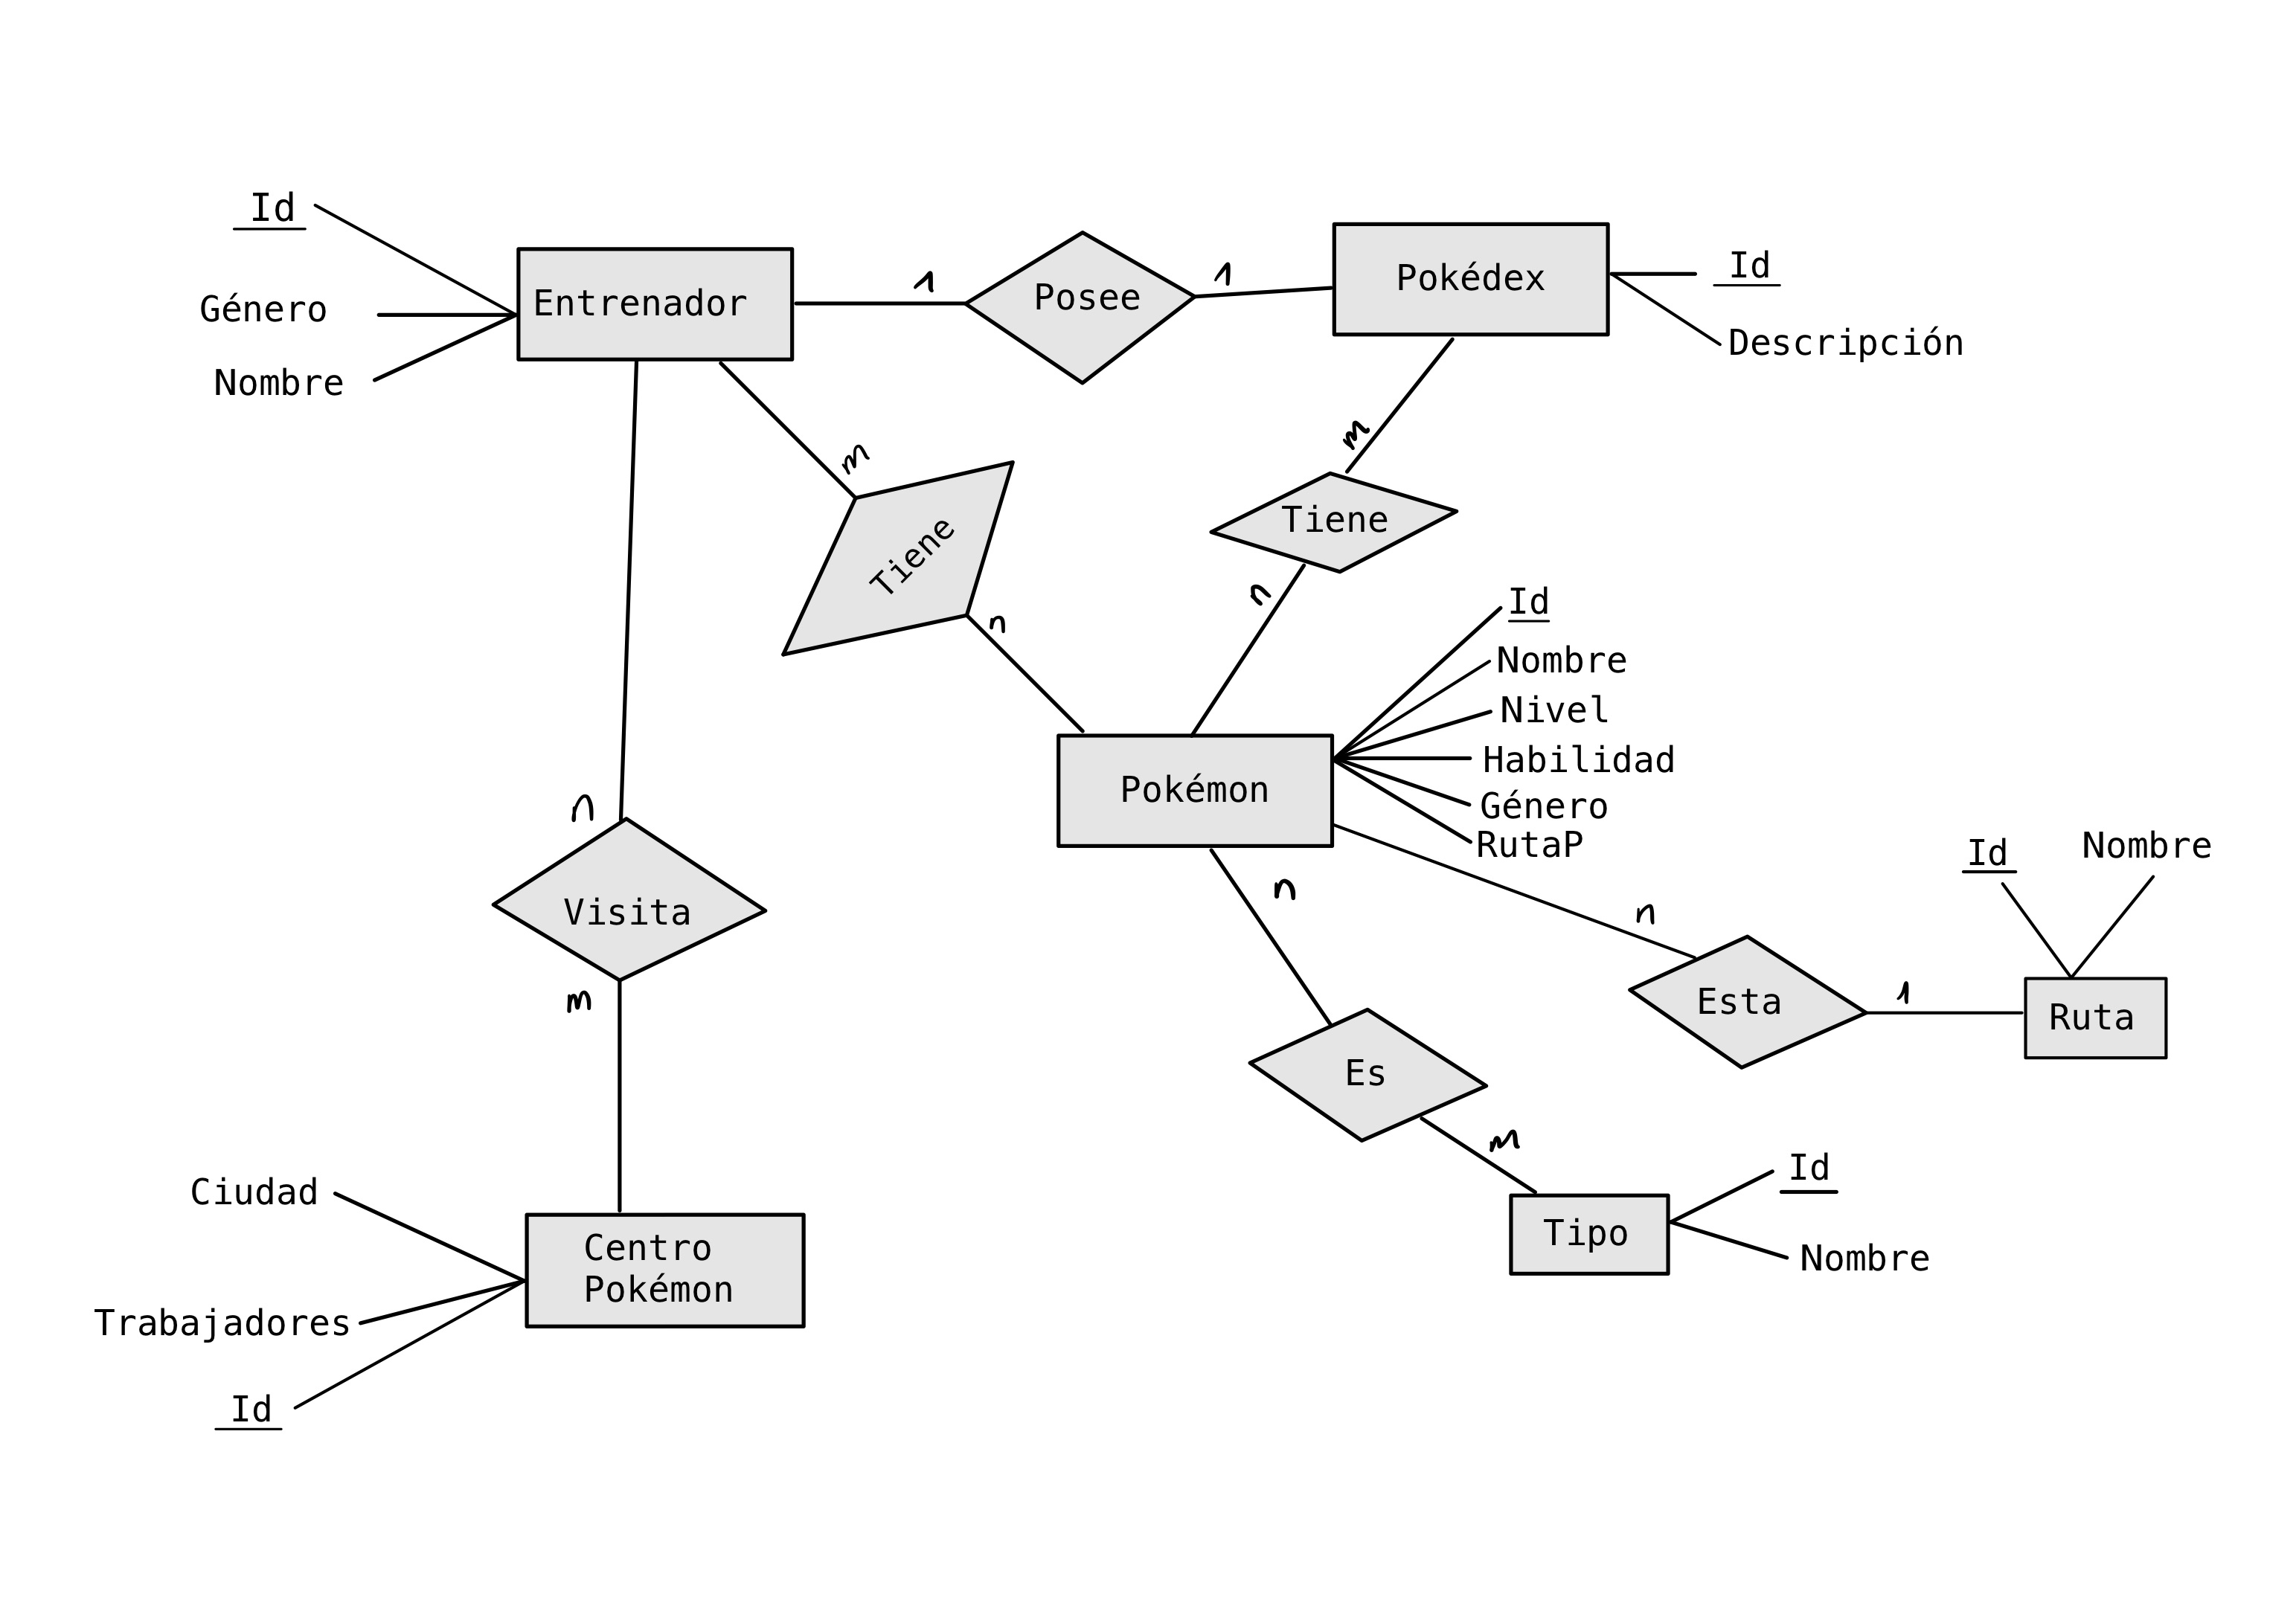 Id
Género
Nombre
Entrenador
1
Posee
1
Pokédex
Id
Descripción
m
Tiene
n
m
Tiene
n
Id
Nombre
Nivel
Habilidad
Género
RutaP
Pokémon
n
Visita
m
n
Esta
1
Id
Nombre
Ruta
n
Es
m
Tipo
Id
Nombre
Ciudad
Trabajadores
Id
Centro
Pokémon